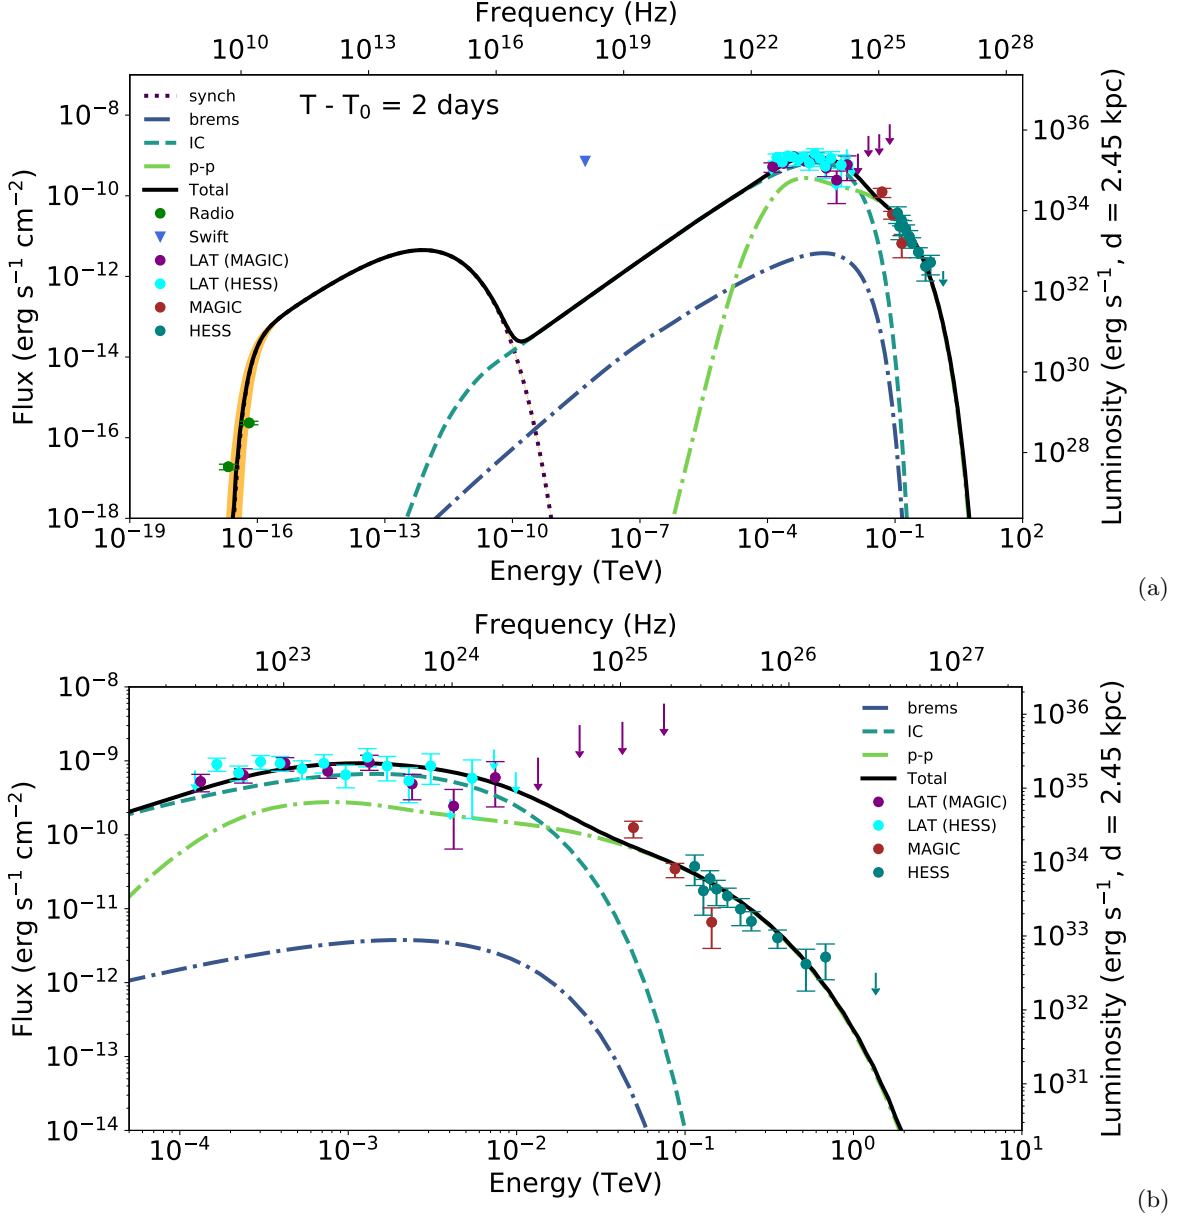 Frequency (Hz)
10^10 10^13 10^16 10^19 10^22 10^25 10^28
T - T_0 = 2 days
synch
brems
IC
p-p
Total
Radio
Swift
LAT (MAGIC)
LAT (HESS)
MAGIC
HESS
Flux (erg s^−1 cm^−2)
10^−8
10^−10
10^−12
10^−14
10^−16
10^−18
Luminosity (erg s^−1, d = 2.45 kpc)
10^36
10^34
10^32
10^30
10^28
10^−19 10^−16 10^−13 10^−10 10^−7 10^−4 10^−1 10^2
Energy (TeV)
(a)
Frequency (Hz)
10^23 10^24 10^25 10^26 10^27
brems
IC
p-p
Total
LAT (MAGIC)
LAT (HESS)
MAGIC
HESS
Flux (erg s^−1 cm^−2)
10^−8
10^−9
10^−10
10^−11
10^−12
10^−13
10^−14
Luminosity (erg s^−1, d = 2.45 kpc)
10^36
10^35
10^34
10^33
10^32
10^31
10^−4 10^−3 10^−2 10^−1 10^0 10^1
Energy (TeV)
(b)